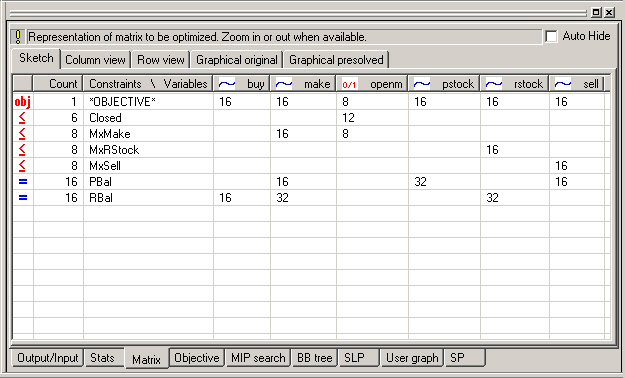 Representation of matrix to be optimized. Zoom in or out when available. Auto Hide
Sketch Column view Row view Graphical original Graphical presolved
Count Constraints \ Variables buy make 0/1 openm pstock rstock sell
obj 1 *OBJECTIVE* 16 16 8 16 16 16
≤ 6 Closed 12
≤ 8 MxMake 16 8
≤ 8 MxRStock 16
≤ 8 MxSell 16
= 16 PBal 16 32 16
= 16 RBal 16 32 32
Output/Input Stats Matrix Objective MIP search BB tree SLP User graph SP